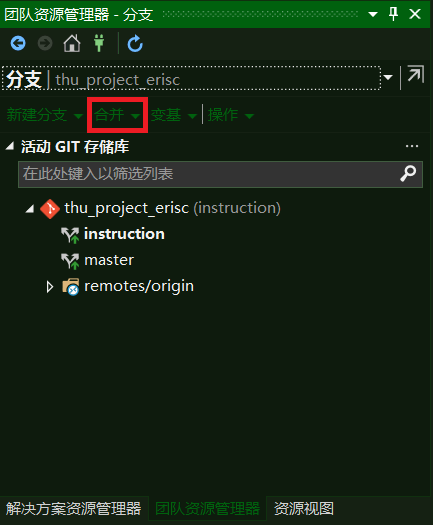 团队资源管理器 - 分支
分支 | thu_project_erisc
新建分支 合并 变基 操作
活动 GIT 存储库
在此处键入以筛选列表
thu_project_erisc (instruction)
instruction
master
remotes/origin
解决方案资源管理器 团队资源管理器 资源视图